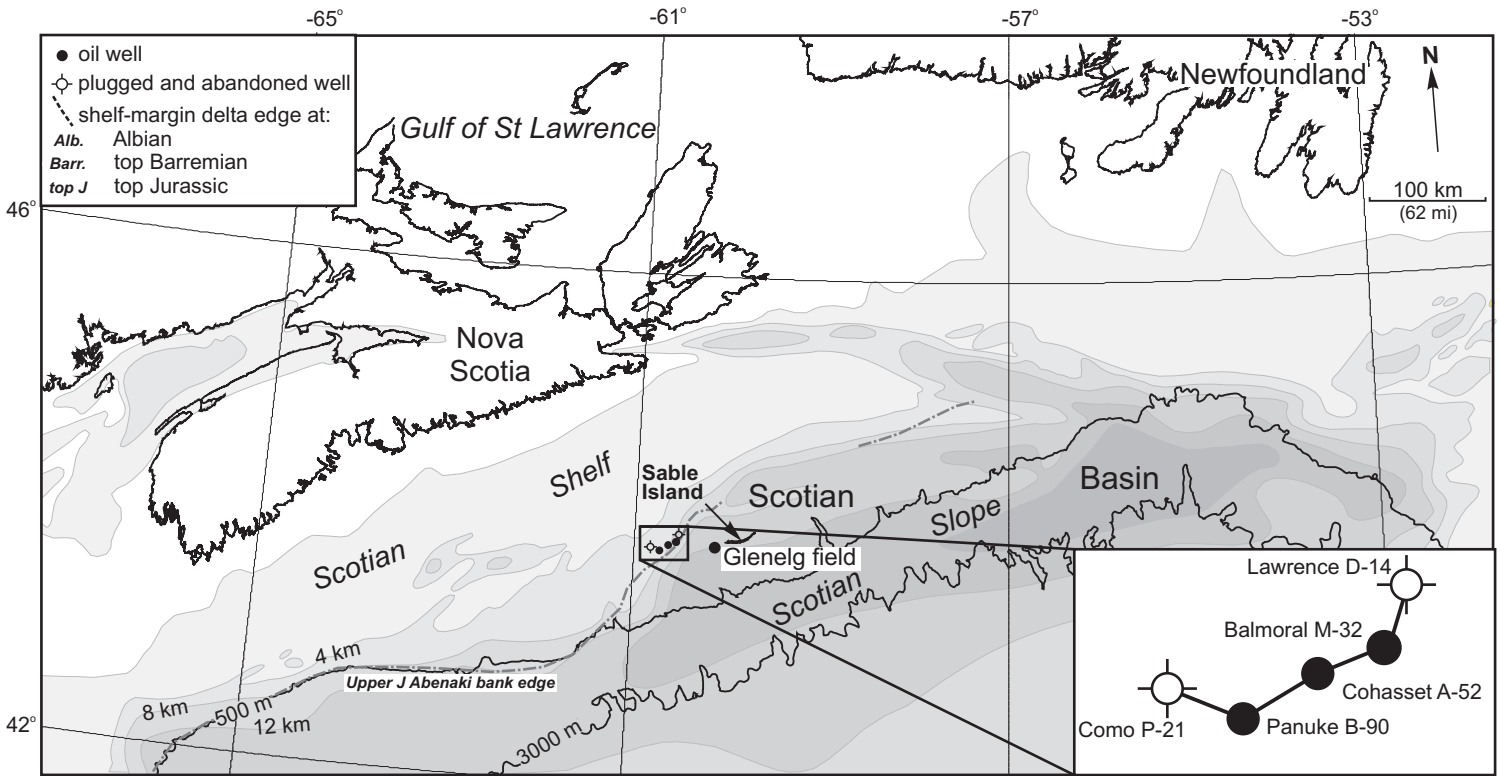 -65°
-61°
-57°
-53°
oil well
plugged and abandoned well
shelf-margin delta edge at:
Alb. Albian
Barr. top Barremian
top J top Jurassic
Gulf of St Lawrence
Newfoundland
N
100 km
(62 mi)
46°
Nova
Scotia
Shelf
Sable
Island
Scotian
Basin
Slope
Glenelg field
Scotian
Scotian
4 km
Upper J Abenaki bank edge
8 km
500 m
12 km
3000 m
42°
Lawrence D-14
Balmoral M-32
Cohasset A-52
Como P-21
Panuke B-90